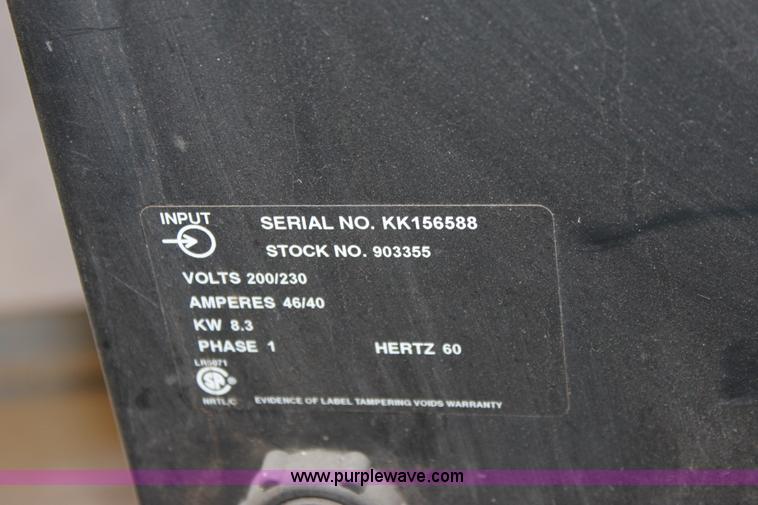 INPUT
SERIAL NO. KK156588
STOCK NO. 903355
VOLTS 200/230
AMPERES 46/40
KW 8.3
PHASE 1 HERTZ 60
LR5871
NRTL/C EVIDENCE OF LABEL TAMPERING VOIDS WARRANTY
www.purplewave.com